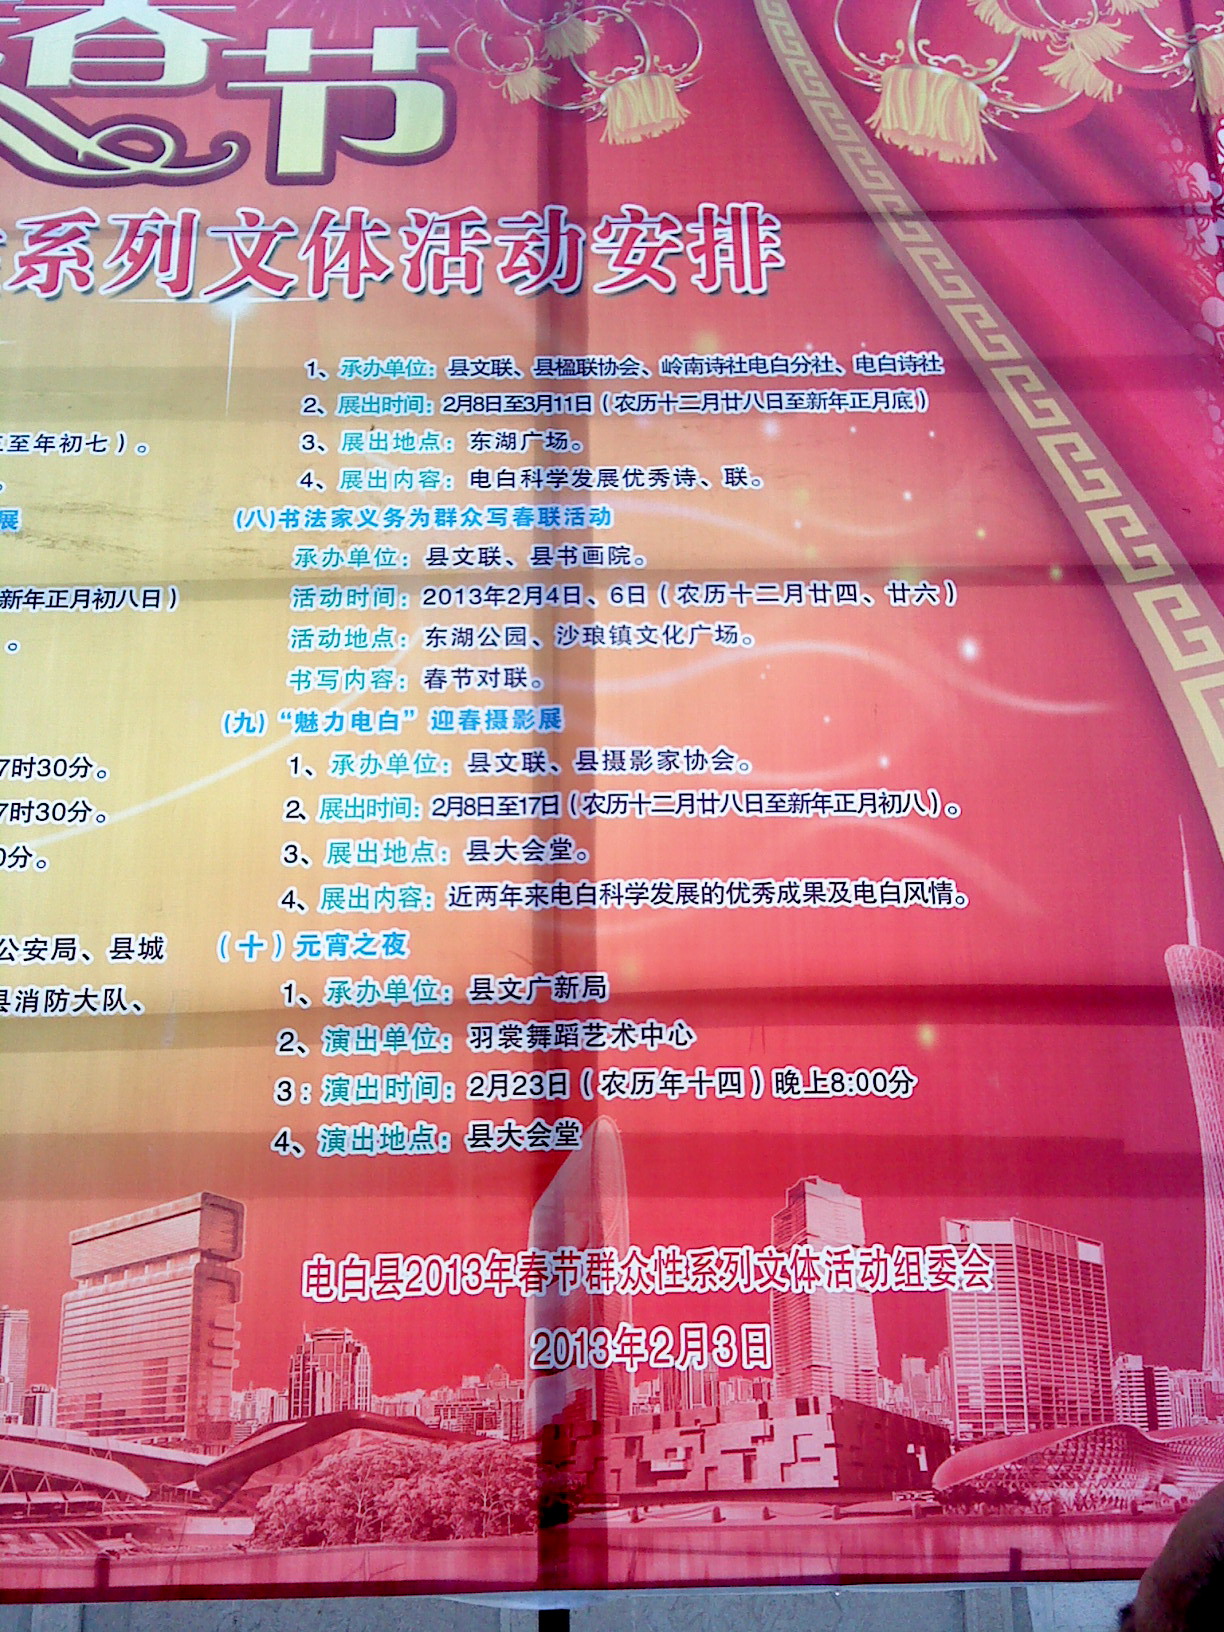 春节
系列文体活动安排
至年初七）。
。
展
新年正月初八日）
。
7时30分。
7时30分。
0分。
公安局、县城
县消防大队、
1、承办单位：县文联、县楹联协会、岭南诗社电白分社、电白诗社
2、展出时间：2月8日至3月11日（农历十二月廿八日至新年正月底）
3、展出地点：东湖广场。
4、展出内容：电白科学发展优秀诗、联。
(八)书法家义务为群众写春联活动
承办单位：县文联、县书画院。
活动时间：2013年2月4日、6日（农历十二月廿四、廿六）
活动地点：东湖公园、沙琅镇文化广场。
书写内容：春节对联。
(九)“魅力电白”迎春摄影展
1、承办单位：县文联、县摄影家协会。
2、展出时间：2月8日至17日（农历十二月廿八日至新年正月初八）。
3、展出地点：县大会堂。
4、展出内容：近两年来电白科学发展的优秀成果及电白风情。
（十）元宵之夜
1、承办单位：县文广新局
2、演出单位：羽裳舞蹈艺术中心
3：演出时间：2月23日（农历年十四）晚上8:00分
4、演出地点：县大会堂
电白县2013年春节群众性系列文体活动组委会
2013年2月3日